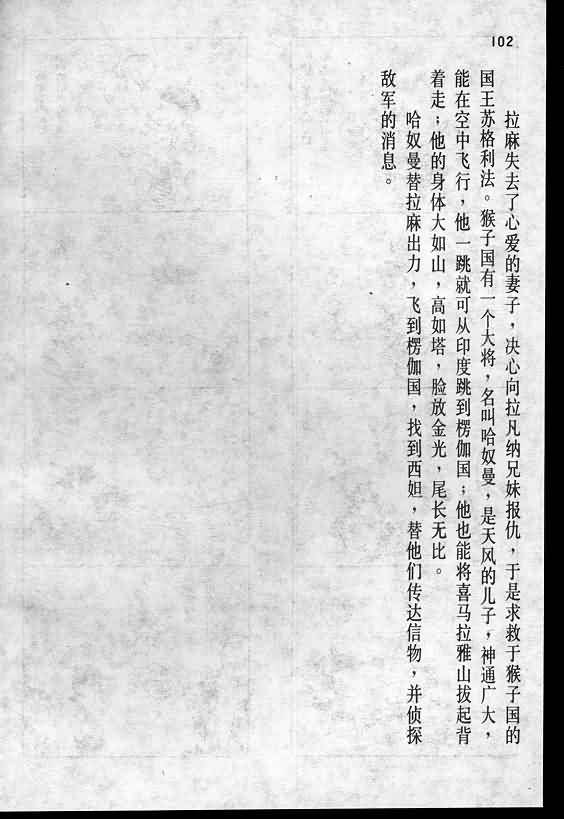 102
拉麻失去了心爱的妻子，决心向拉凡纳兄妹报仇，于是求救于猴子国的
国王苏格利法。猴子国有一个大将，名叫哈奴曼，是天风的儿子，神通广大，
能在空中飞行，他一跳就可从印度跳到楞伽国；他也能将喜马拉雅山拔起背
着走；他的身体大如山，高如塔，脸放金光，尾长无比。
哈奴曼替拉麻出力，飞到楞伽国，找到西妲，替他们传达信物，并侦探
敌军的消息。